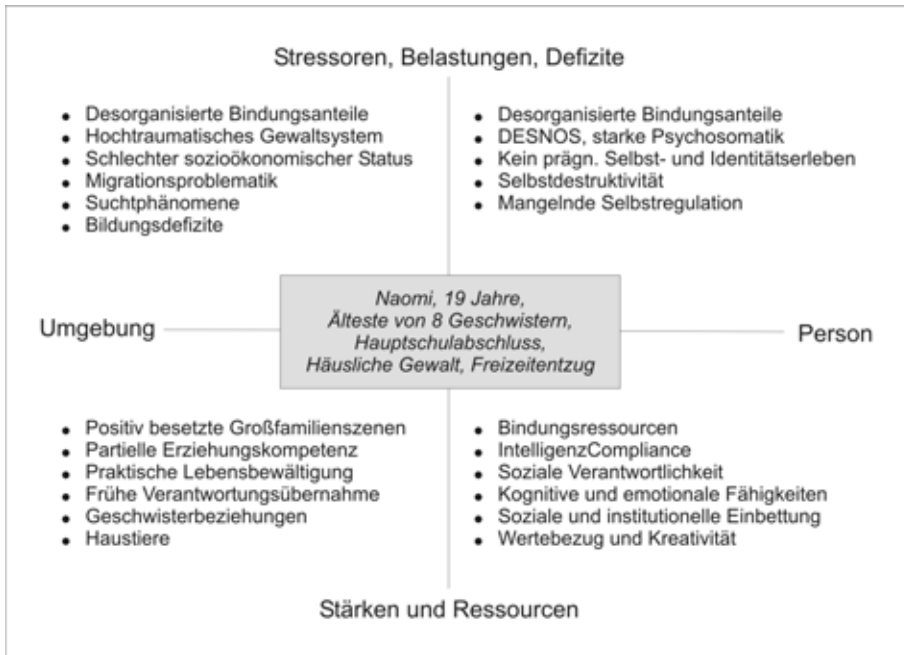 Stressoren, Belastungen, Defizite
• Desorganisierte Bindungsanteile
• Hochtraumatisches Gewaltsystem
• Schlechter sozioökonomischer Status
• Migrationsproblematik
• Suchtphänomene
• Bildungsdefizite
• Desorganisierte Bindungsanteile
• DESNOS, starke Psychosomatik
• Kein prägn. Selbst- und Identitätserleben
• Selbstdestruktivität
• Mangelnde Selbstregulation
Umgebung
Naomi, 19 Jahre,
Älteste von 8 Geschwistern,
Hauptschulabschluss,
Häusliche Gewalt, Freizeitentzug
Person
• Positiv besetzte Großfamilienszenen
• Partielle Erziehungskompetenz
• Praktische Lebensbewältigung
• Frühe Verantwortungsübernahme
• Geschwisterbeziehungen
• Haustiere
• Bindungsressourcen
• IntelligenzCompliance
• Soziale Verantwortlichkeit
• Kognitive und emotionale Fähigkeiten
• Soziale und institutionelle Einbettung
• Wertebezug und Kreativität
Stärken und Ressourcen